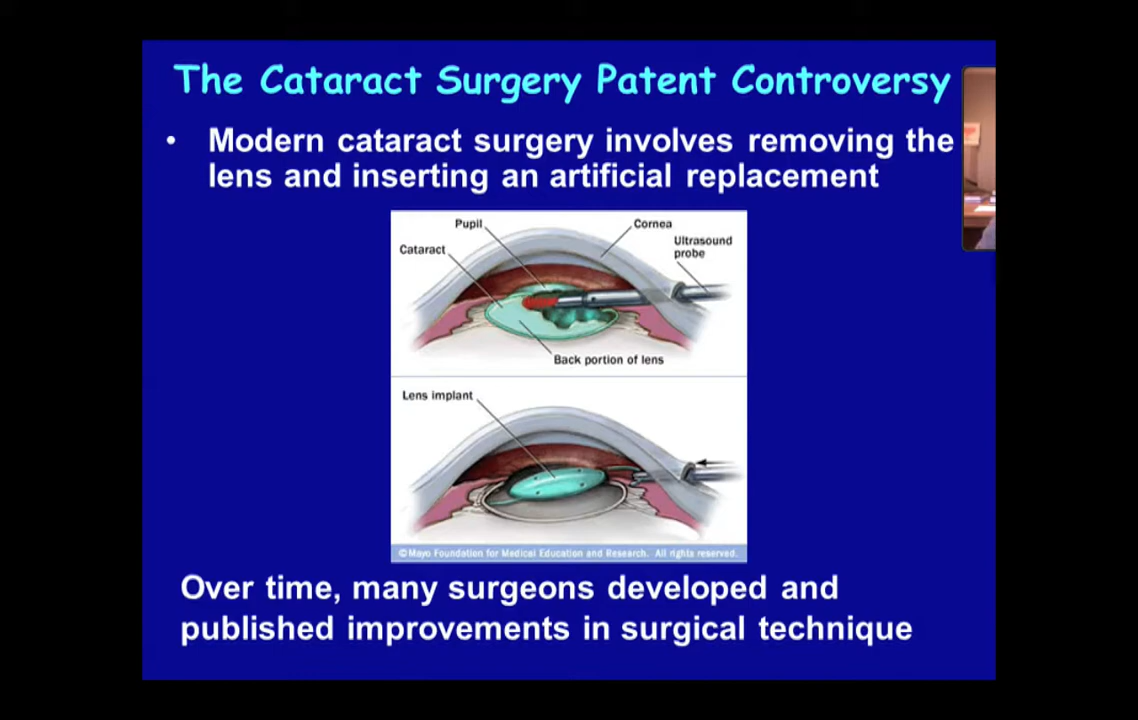 The Cataract Surgery Patent Controversy
• Modern cataract surgery involves removing the
lens and inserting an artificial replacement
Pupil
Cornea
Cataract
Ultrasound
probe
Back portion of lens
Lens implant
©Mayo Foundation for Medical Education and Research. All rights reserved.
Over time, many surgeons developed and
published improvements in surgical technique